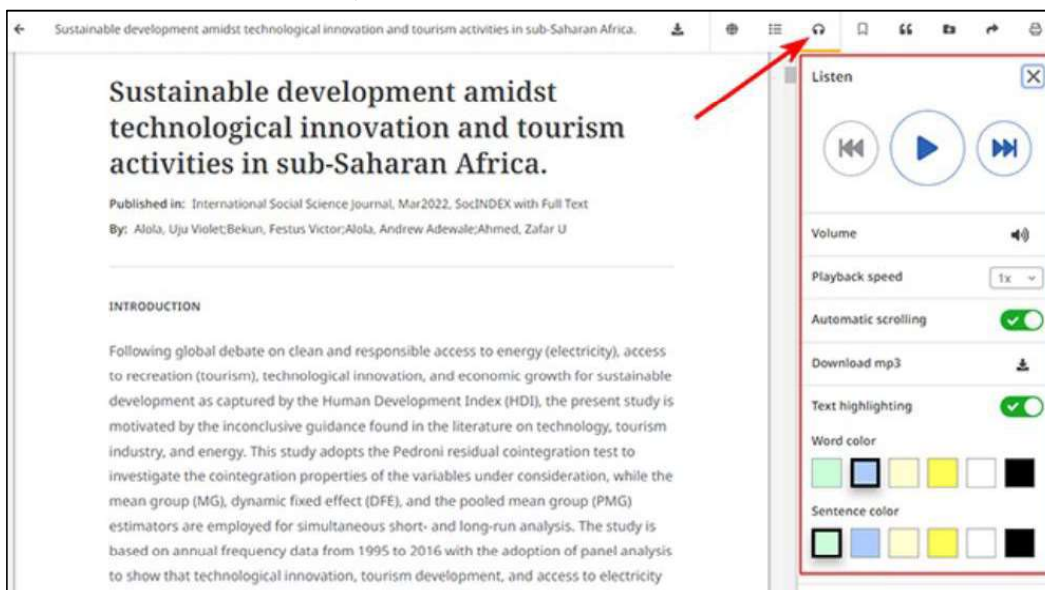 Sustainable development amidst technological innovation and tourism activities in sub-Saharan Africa.
Sustainable development amidst
technological innovation and tourism
activities in sub-Saharan Africa.
Published in: International Social Science Journal, Mar2022, SocINDEX with Full Text
By: Alola, Uju Violet;Bekun, Festus Victor;Alola, Andrew Adewale;Ahmed, Zafar U
INTRODUCTION
Following global debate on clean and responsible access to energy (electricity), access
to recreation (tourism), technological innovation, and economic growth for sustainable
development as captured by the Human Development Index (HDI), the present study is
motivated by the inconclusive guidance found in the literature on technology, tourism
industry, and energy. This study adopts the Pedroni residual cointegration test to
investigate the cointegration properties of the variables under consideration, while the
mean group (MG), dynamic fixed effect (DFE), and the pooled mean group (PMG)
estimators are employed for simultaneous short- and long-run analysis. The study is
based on annual frequency data from 1995 to 2016 with the adoption of panel analysis
to show that technological innovation, tourism development, and access to electricity
Listen
Volume
Playback speed
1x
Automatic scrolling
Download mp3
Text highlighting
Word color
Sentence color